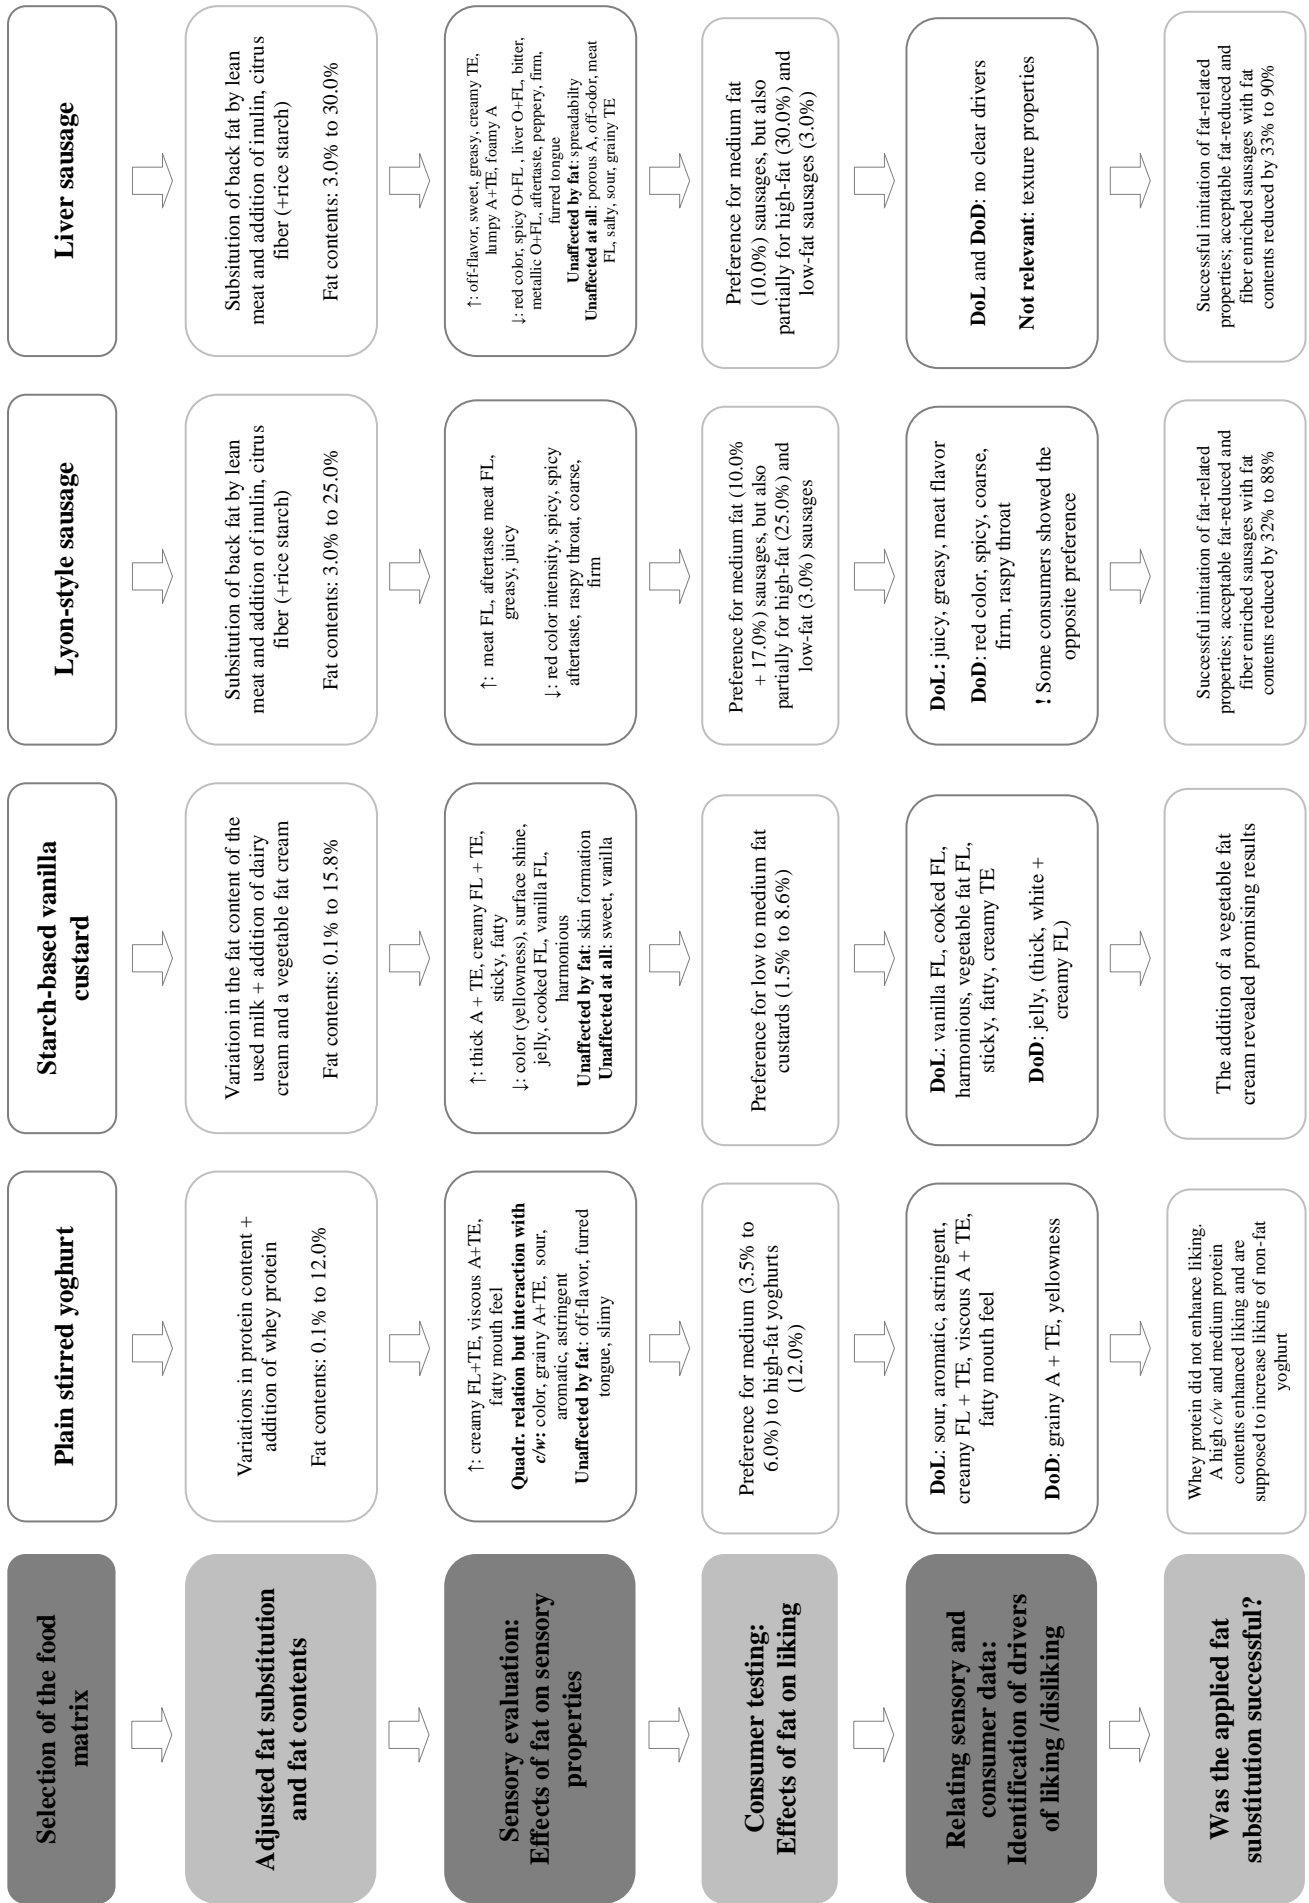 Selection of the food
matrix
Adjusted fat substitution
and fat contents
Sensory evaluation:
Effects of fat on sensory
properties
Consumer testing:
Effects of fat on liking
Relating sensory and
consumer data:
Identification of drivers
of liking /disliking
Was the applied fat
substitution successful?
Plain stirred yoghurt
Variations in protein content +
addition of whey protein
Fat contents: 0.1% to 12.0%
↑: creamy FL+TE, viscous A+TE,
fatty mouth feel
Quadr. relation but interaction with
c/w: color, grainy A+TE, sour,
aromatic, astringent
Unaffected by fat: off-flavor, furred
tongue, slimy
Preference for medium (3.5% to
6.0%) to high-fat yoghurts
(12.0%)
DoL: sour, aromatic, astringent,
creamy FL + TE, viscous A + TE,
fatty mouth feel
DoD: grainy A + TE, yellowness
Whey protein did not enhance liking.
A high c/w and medium protein
contents enhanced liking and are
supposed to increase liking of non-fat
yoghurt
Starch-based vanilla
custard
Variation in the fat content of the
used milk + addition of dairy
cream and a vegetable fat cream
Fat contents: 0.1% to 15.8%
↑: thick A + TE, creamy FL + TE,
sticky, fatty
↓: color (yellowness), surface shine,
jelly, cooked FL, vanilla FL,
harmonious
Unaffected by fat: skin formation
Unaffected at all: sweet, vanilla
Preference for low to medium fat
custards (1.5% to 8.6%)
DoL: vanilla FL, cooked FL,
harmonious, vegetable fat FL,
sticky, fatty, creamy TE
DoD: jelly, (thick, white +
creamy FL)
The addition of a vegetable fat
cream revealed promising results
Lyon-style sausage
Subsitution of back fat by lean
meat and addition of inulin, citrus
fiber (+rice starch)
Fat contents: 3.0% to 25.0%
↑: meat FL, aftertaste meat FL,
greasy, juicy
↓: red color intensity, spicy, spicy
aftertaste, raspy throat, coarse,
firm
Preference for medium fat (10.0%
+ 17.0%) sausages, but also
partially for high-fat (25.0%) and
low-fat (3.0%) sausages
DoL: juicy, greasy, meat flavor
DoD: red color, spicy, coarse,
firm, raspy throat
! Some consumers showed the
opposite preference
Successful imitation of fat-related
properties; acceptable fat-reduced and
fiber enriched sausages with fat
contents reduced by 32% to 88%
Liver sausage
Subsitution of back fat by lean
meat and addition of inulin, citrus
fiber (+rice starch)
Fat contents: 3.0% to 30.0%
↑: off-flavor, sweet, greasy, creamy TE,
lumpy A+TE, foamy A
↓: red color, spicy O+FL , liver O+FL, bitter,
metallic O+FL, aftertaste, peppery, firm,
furred tongue
Unaffected by fat: spreadabilty
Unaffected at all: porous A, off-odor, meat
FL, salty, sour, grainy TE
Preference for medium fat
(10.0%) sausages, but also
partially for high-fat (30.0%) and
low-fat sausages (3.0%)
DoL and DoD: no clear drivers
Not relevant: texture properties
Successful imitation of fat-related
properties; acceptable fat-reduced and
fiber enriched sausages with fat
contents reduced by 33% to 90%